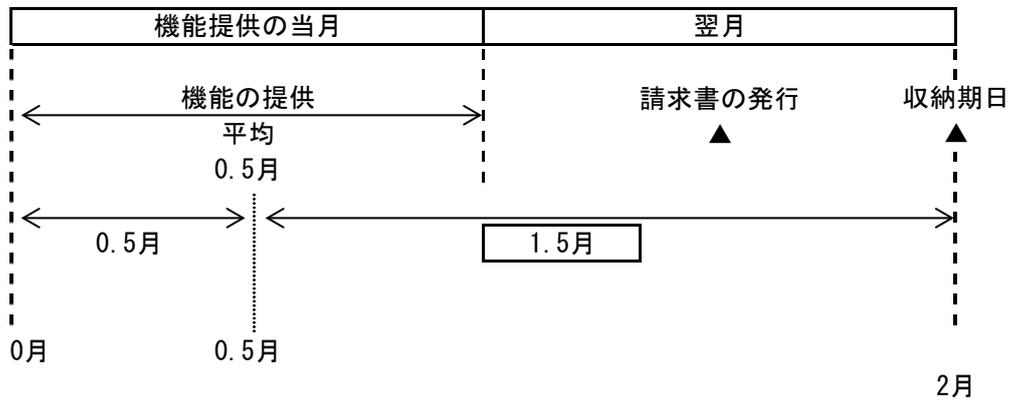 機能提供の当月
翌月
機能の提供
請求書の発行
収納期日
平均
▲
▲
0.5月
0.5月
1.5月
0月
0.5月
2月